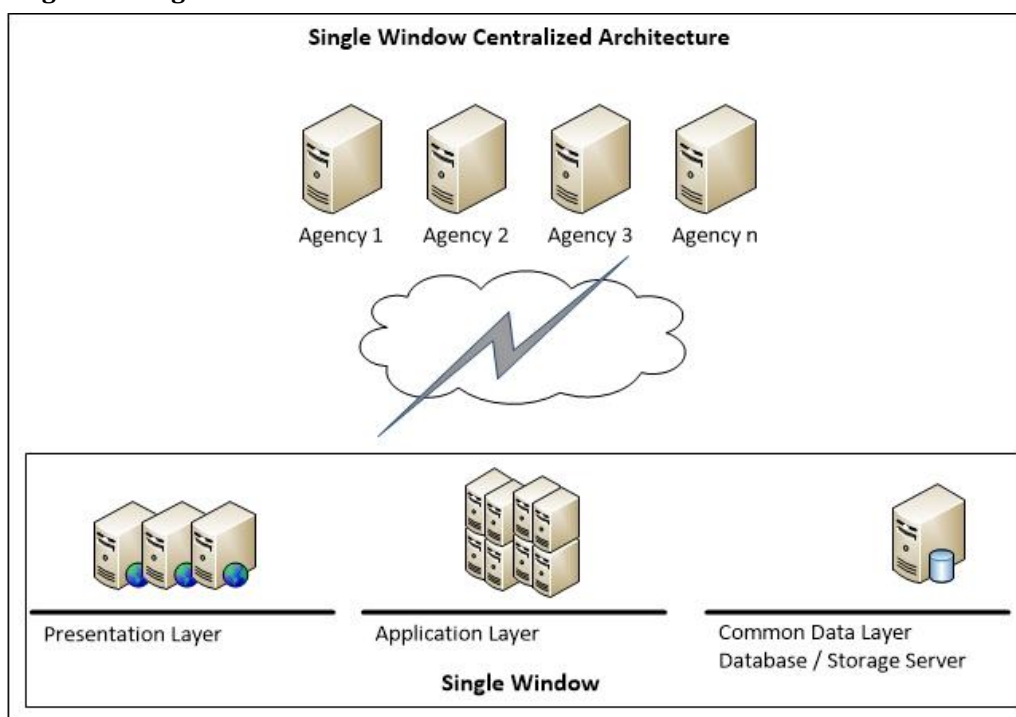 Single Window Centralized Architecture
Agency 1
Agency 2
Agency 3
Agency n
Presentation Layer
Application Layer
Common Data Layer
Database / Storage Server
Single Window